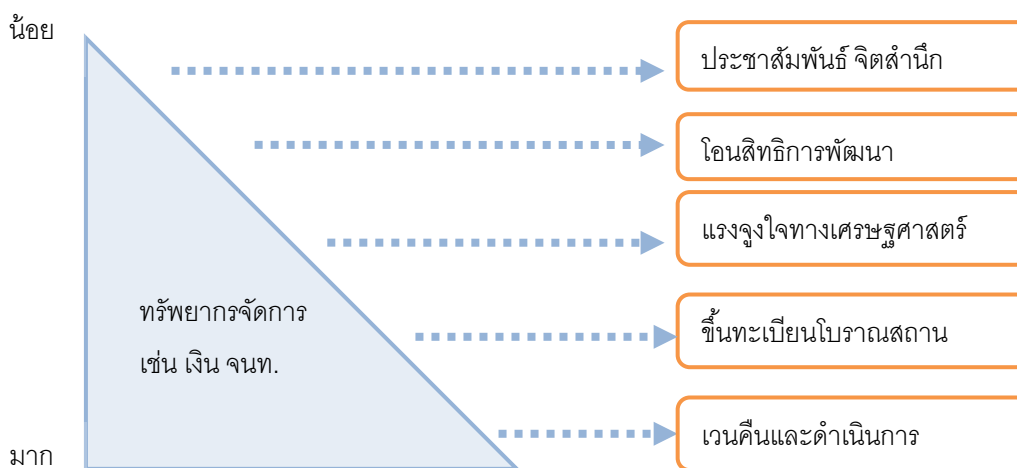 น้อย
ประชาสัมพันธ์ จิตสำนึก
โอนสิทธิการพัฒนา
แรงจูงใจทางเศรษฐศาสตร์
ทรัพยากรจัดการ
เช่น เงิน จนท.
ขึ้นทะเบียนโบราณสถาน
เวนคืนและดำเนินการ
มาก